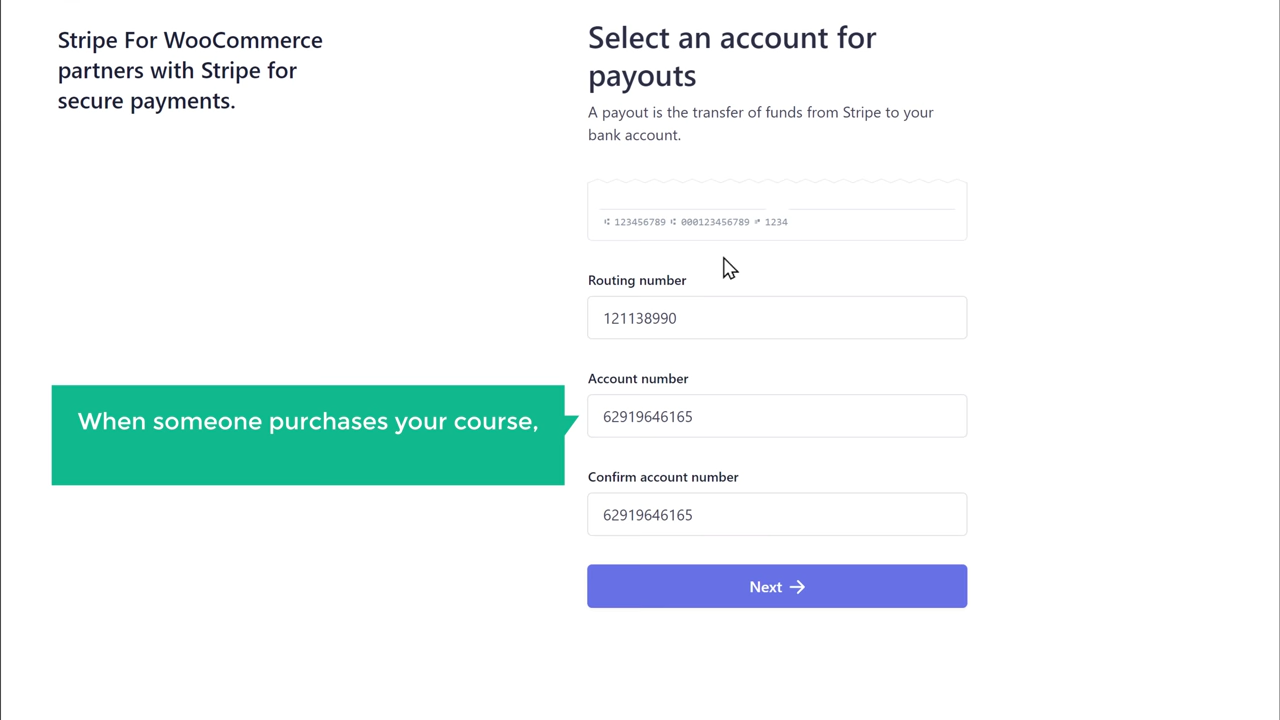 Stripe For WooCommerce
partners with Stripe for
secure payments.
Select an account for
payouts
A payout is the transfer of funds from Stripe to your
bank account.
⑆ 123456789 ⑆ 000123456789 ⑈ 1234
Routing number
121138990
Account number
62919646165
When someone purchases your course,
Confirm account number
62919646165
Next →